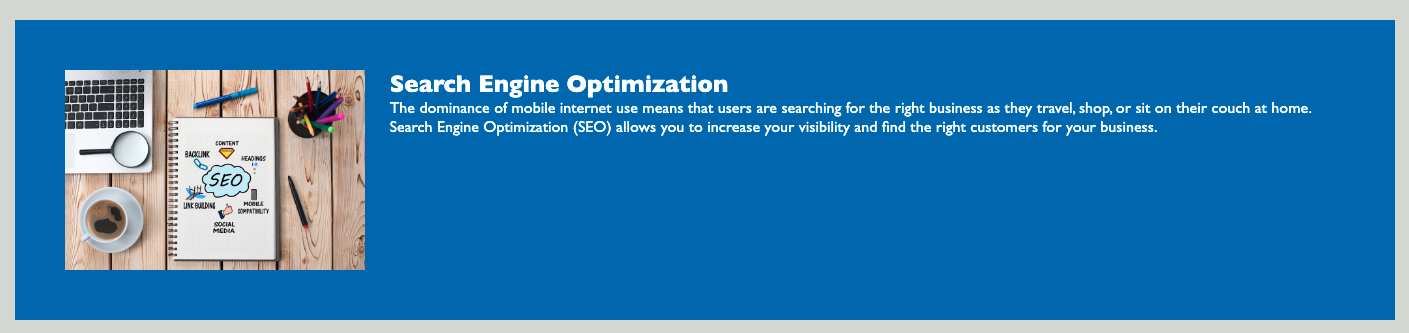 Search Engine Optimization
The dominance of mobile internet use means that users are searching for the right business as they travel, shop, or sit on their couch at home.
Search Engine Optimization (SEO) allows you to increase your visibility and find the right customers for your business.
CONTENT
BACKLINK
HEADINGS
SEO
LINK BUILDING
MOBILE
COMPATIBILITY
SOCIAL
MEDIA